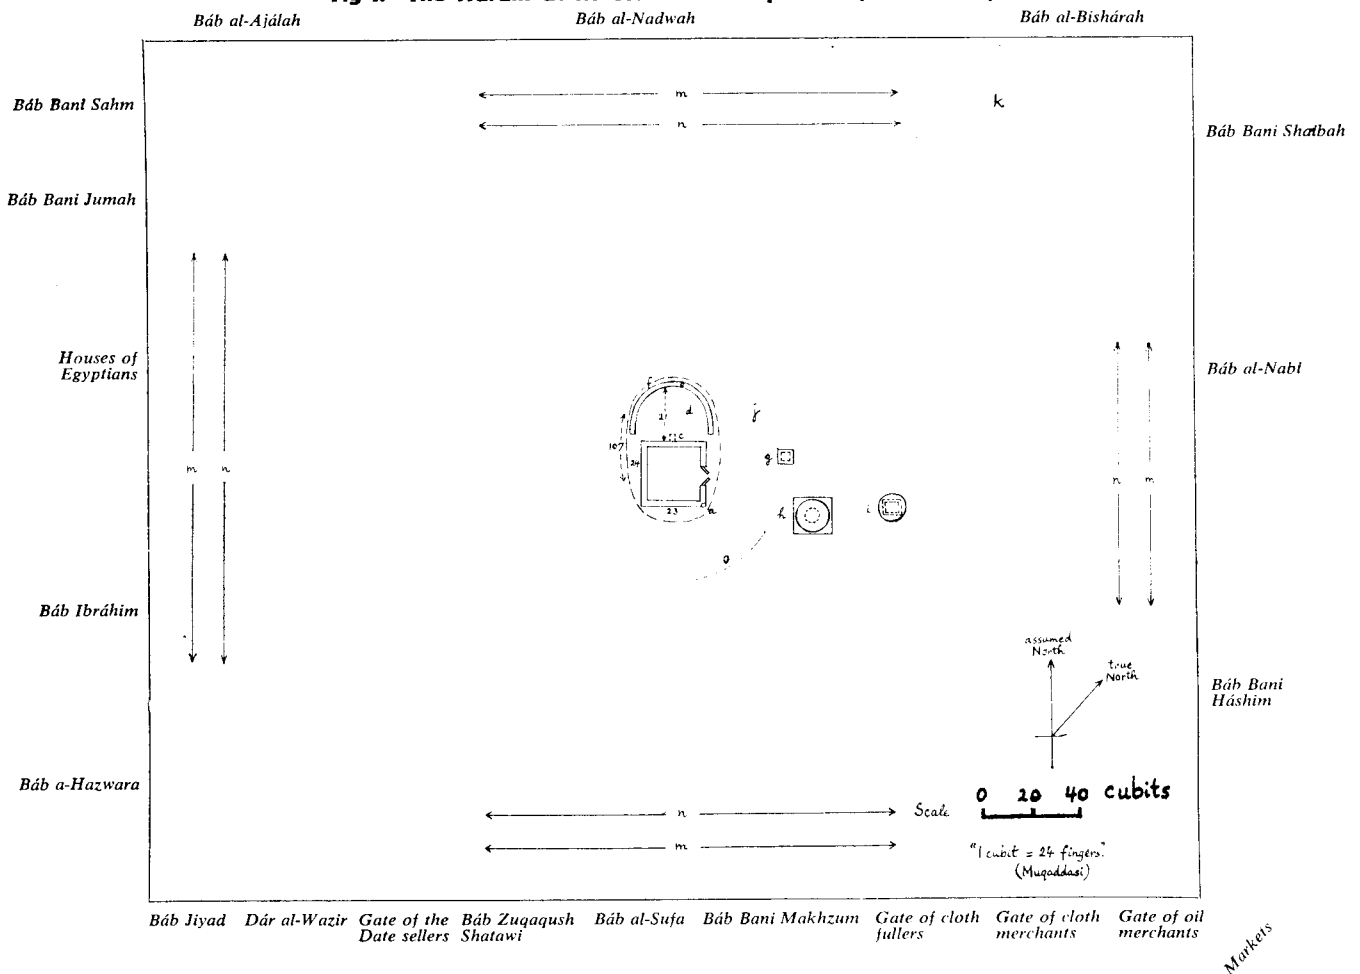 Báb al-Ajálah
Báb al-Nadwah
Báb al-Bishárah
Báb Bani Sahm
m
k
n
Báb Bani Shaibah
Báb Bani Jumah
Houses of
Egyptians
Báb al-Nabi
f
e
d
j
21
c
107
24
g
m n
n m
23
a
h
i
o
Báb Ibráhim
assumed
North
true
North
Báb Bani
Háshim
Báb a-Hazwara
0 20 40 cubits
n
Scale
m
"1 cubit = 24 fingers."
(Muqaddasi)
Báb Jiyad
Dár al-Wazir
Gate of the
Date sellers
Báb Zuqaqush
Shatawi
Báb al-Sufa
Báb Bani Makhzum
Gate of cloth
fullers
Gate of cloth
merchants
Gate of oil
merchants
Markets